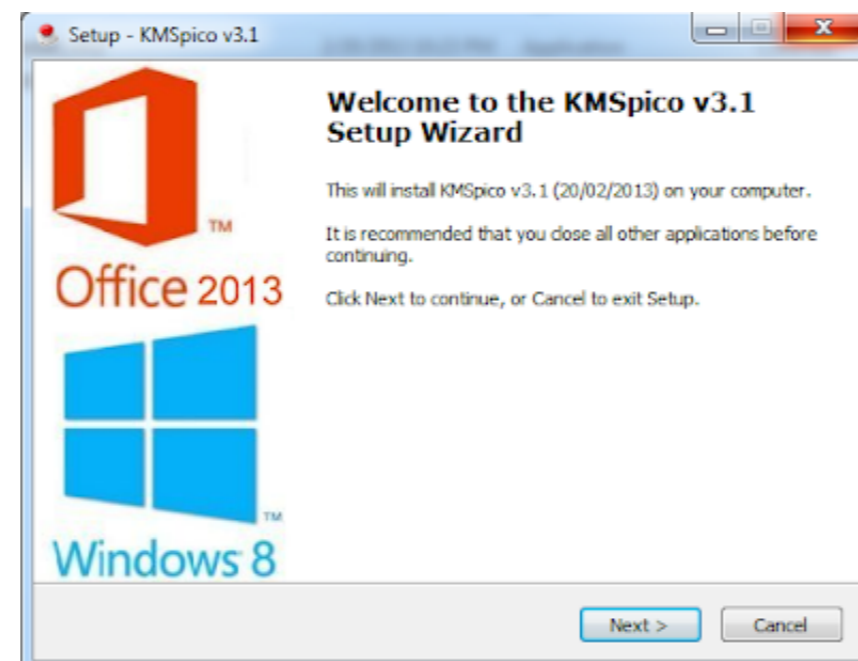 Setup - KMSpico v3.1
Welcome to the KMSpico v3.1
Setup Wizard
This will install KMSpico v3.1 (20/02/2013) on your computer.
It is recommended that you close all other applications before
continuing.
Click Next to continue, or Cancel to exit Setup.
TM
Office 2013
TM
Windows 8
Next >
Cancel